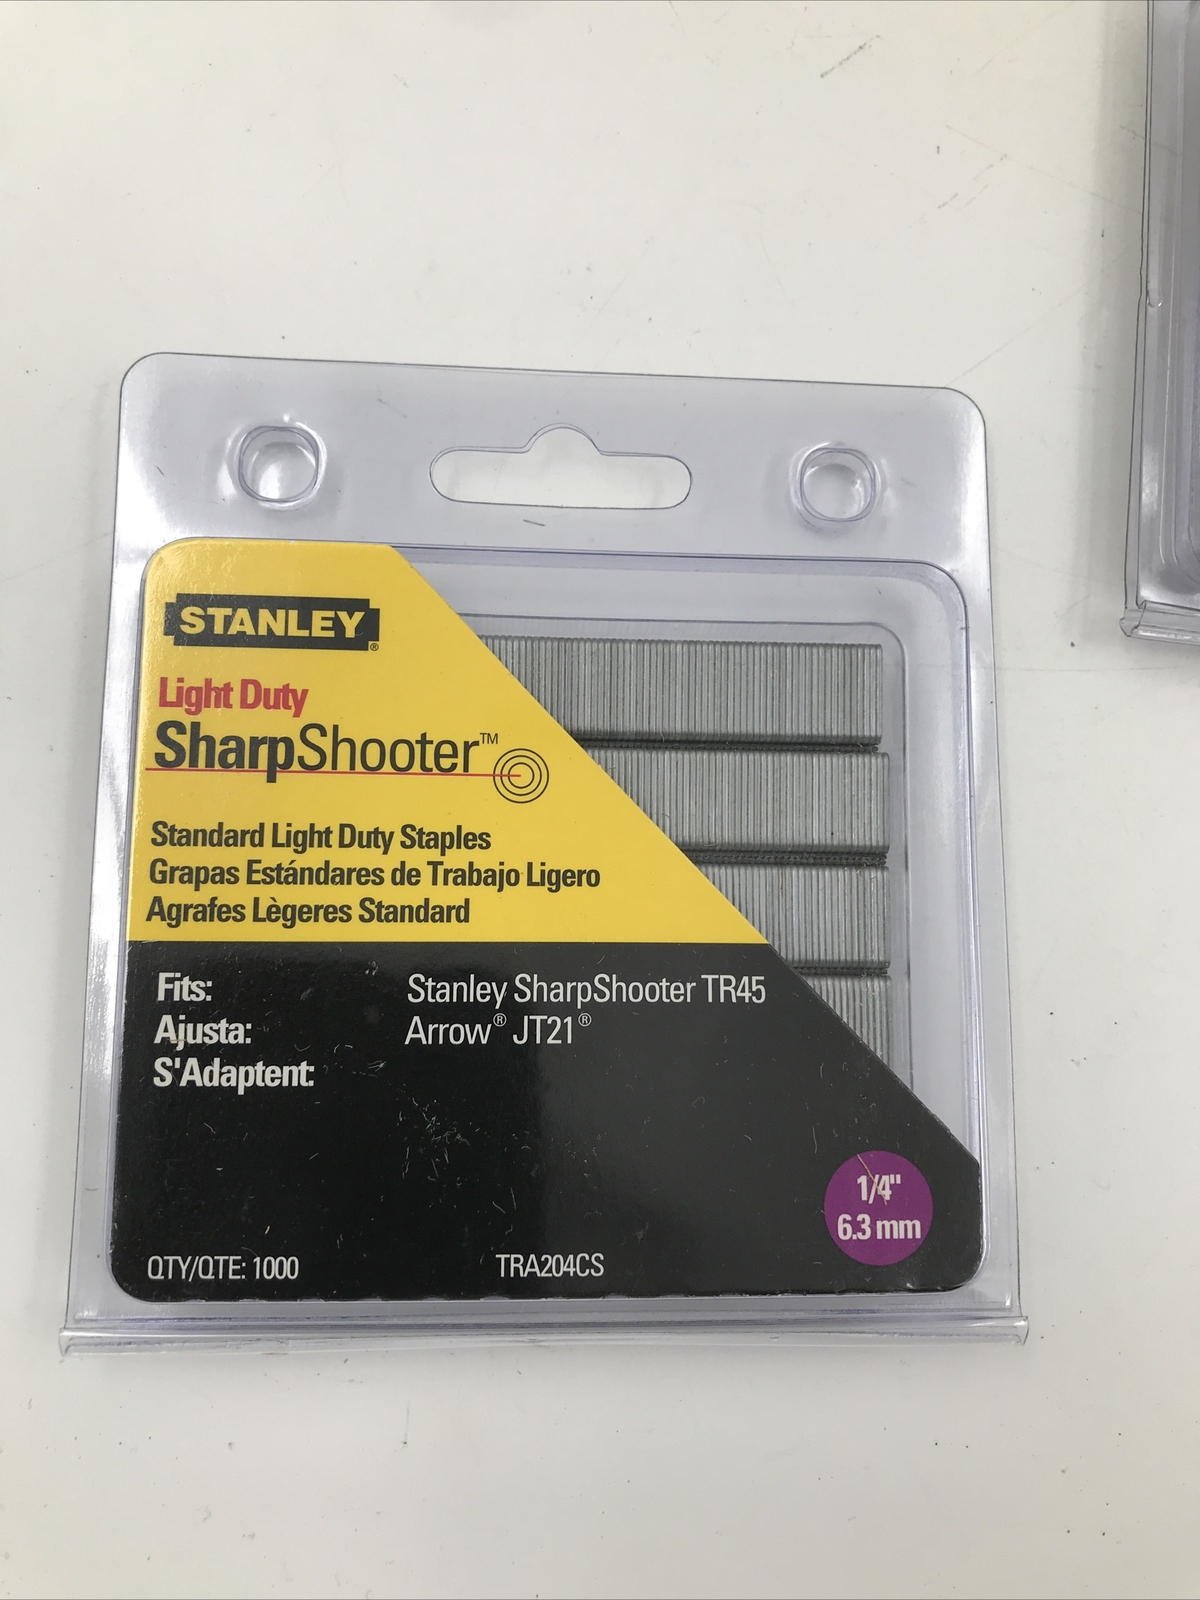 STANLEY®
Light Duty
SharpShooter™
Standard Light Duty Staples
Grapas Estándares de Trabajo Ligero
Agrafes Lègeres Standard
Fits: Stanley SharpShooter TR45
Ajusta: Arrow® JT21®
S'Adaptent:
1/4"
6.3 mm
QTY/QTE: 1000 TRA204CS